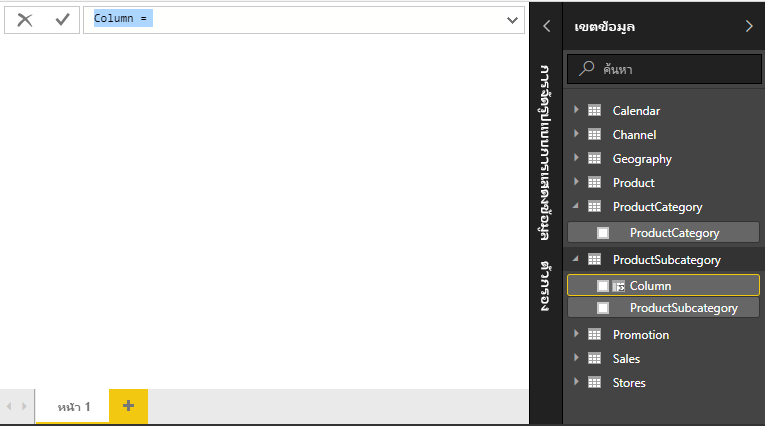 Column =
เขตข้อมูล
ค้นหา
การจัดรูปแบบการแสดงข้อมูล
ตัวกรอง
Calendar
Channel
Geography
Product
ProductCategory
ProductCategory
ProductSubcategory
Column
ProductSubcategory
Promotion
Sales
Stores
หน้า 1